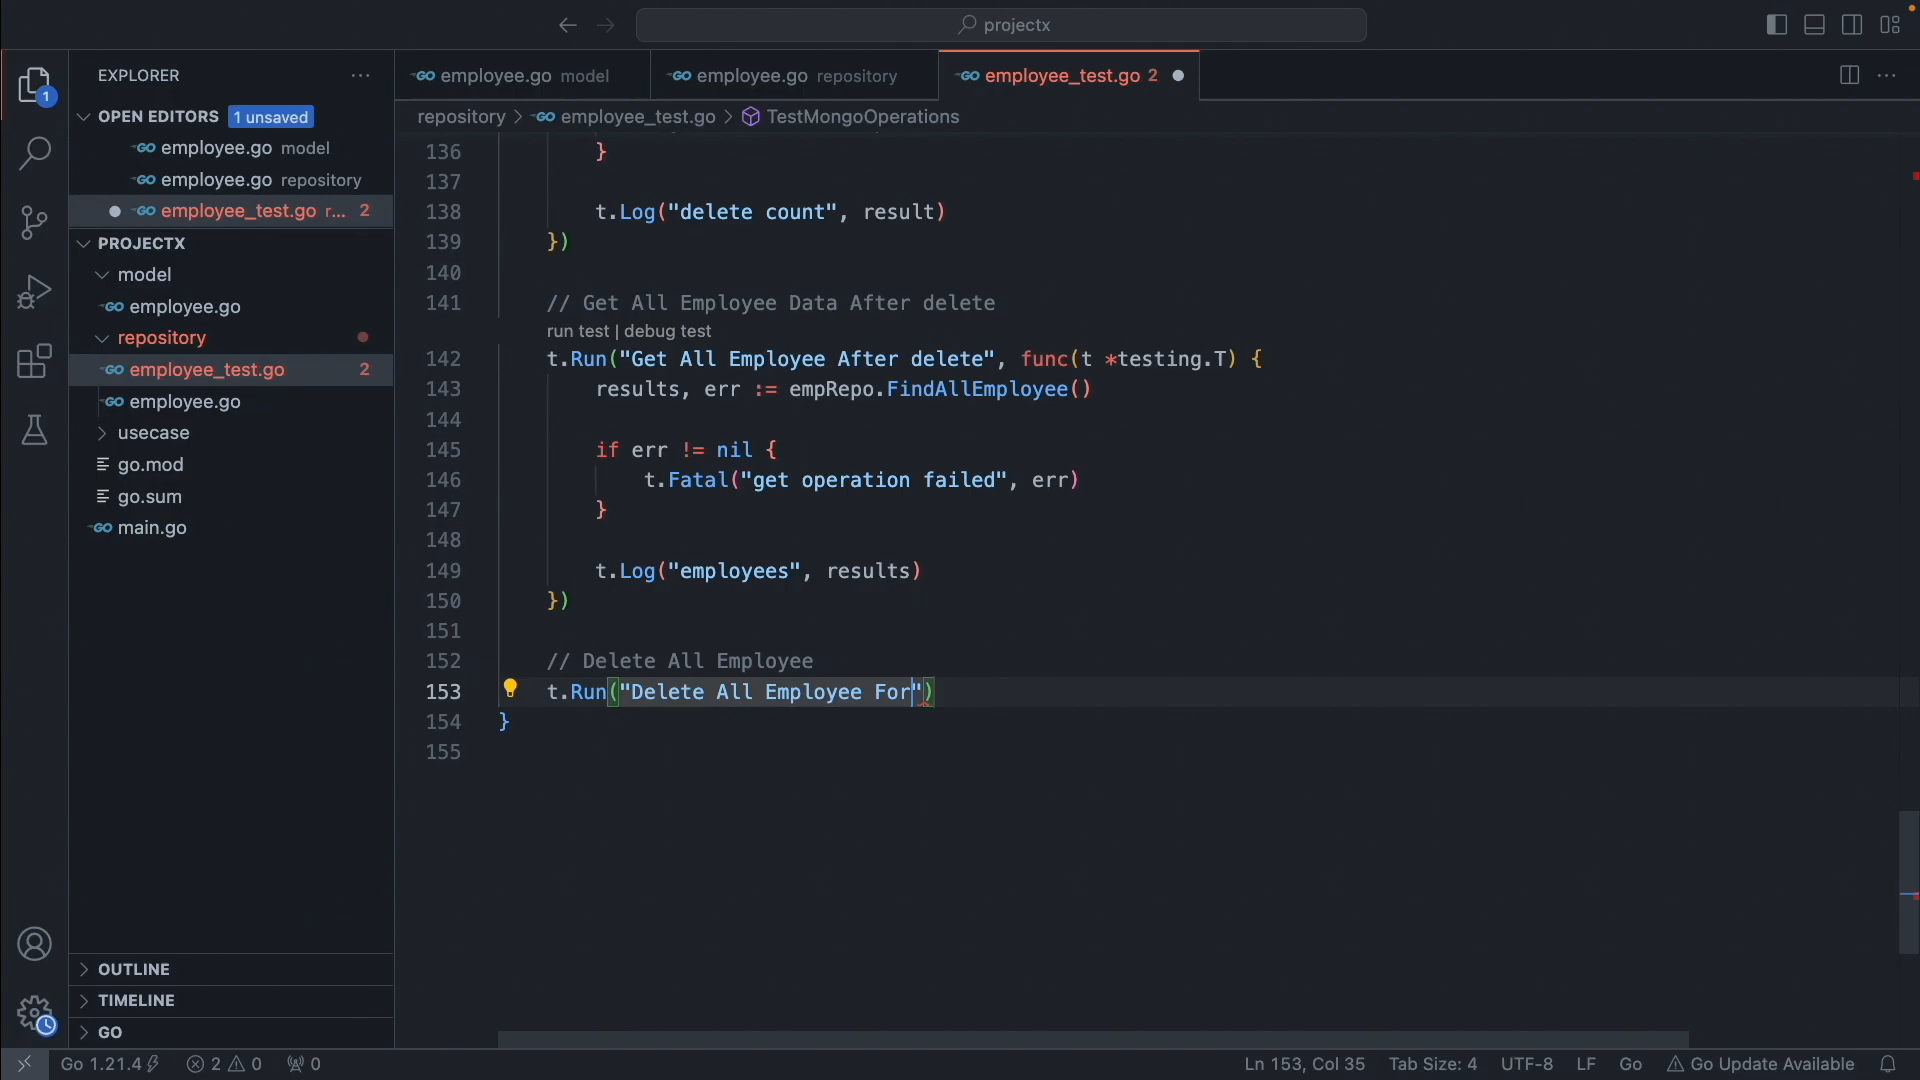 projectx
EXPLORER
employee.go model
employee.go repository
employee_test.go 2
1
OPEN EDITORS 1 unsaved
repository > employee_test.go > TestMongoOperations
employee.go model
employee.go repository
employee_test.go r... 2
PROJECTX
model
employee.go
repository
employee_test.go 2
employee.go
usecase
go.mod
go.sum
main.go
136 }
137
138 t.Log("delete count", result)
139 })
140
141 // Get All Employee Data After delete
run test | debug test
142 t.Run("Get All Employee After delete", func(t *testing.T) {
143 results, err := empRepo.FindAllEmployee()
144
145 if err != nil {
146 t.Fatal("get operation failed", err)
147 }
148
149 t.Log("employees", results)
150 })
151
152 // Delete All Employee
153 t.Run("Delete All Employee For")
154 }
155
OUTLINE
TIMELINE
GO
Go 1.21.4 2 0 0 Ln 153, Col 35 Tab Size: 4 UTF-8 LF Go Go Update Available